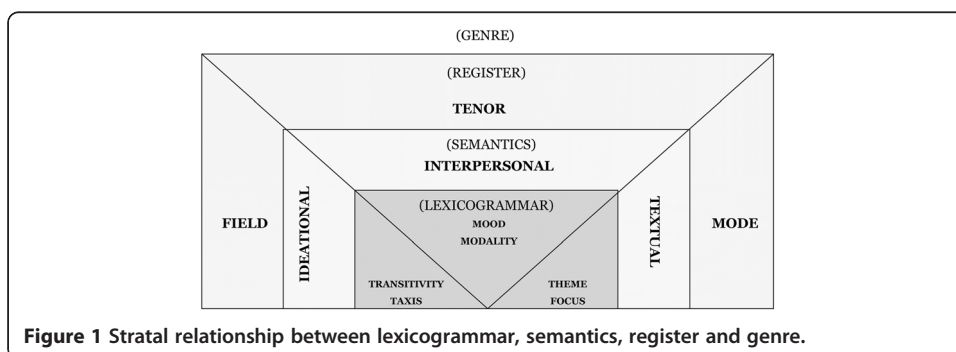 (GENRE)
(REGISTER)
TENOR
(SEMANTICS)
INTERPERSONAL
(LEXICOGRAMMAR)
MOOD
MODALITY
FIELD
IDEATIONAL
TEXTUAL
MODE
TRANSITIVITY
TAXIS
THEME
FOCUS
Figure 1 Stratal relationship between lexicogrammar, semantics, register and genre.